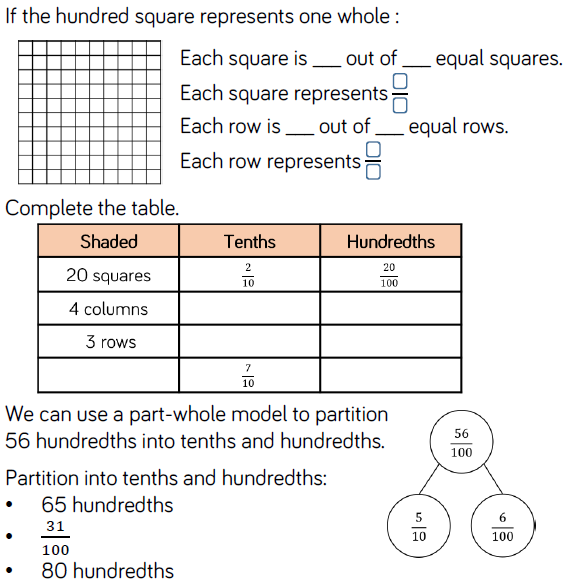 If the hundred square represents one whole :
Each square is ___ out of ___ equal squares.
Each square represents
Each row is ___ out of ___ equal rows.
Each row represents
Complete the table.
Shaded Tenths Hundredths
20 squares 2/10 20/100
4 columns
3 rows
7/10
We can use a part-whole model to partition
56 hundredths into tenths and hundredths.
56/100
5/10 6/100
Partition into tenths and hundredths:
• 65 hundredths
• 31/100
• 80 hundredths